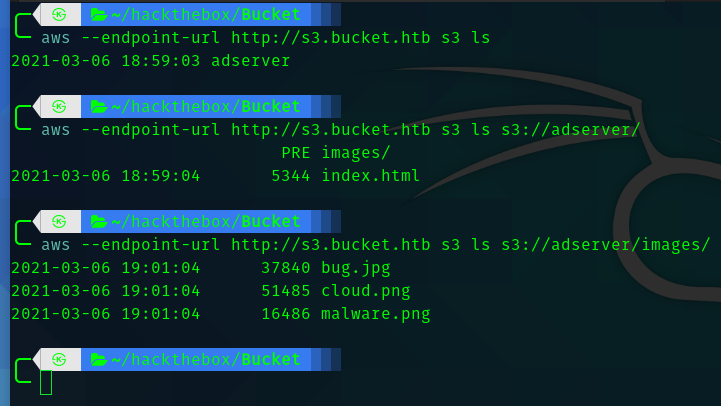 ~/hackthebox/Bucket
aws --endpoint-url http://s3.bucket.htb s3 ls
2021-03-06 18:59:03 adserver
~/hackthebox/Bucket
aws --endpoint-url http://s3.bucket.htb s3 ls s3://adserver/
PRE images/
2021-03-06 18:59:04 5344 index.html
~/hackthebox/Bucket
aws --endpoint-url http://s3.bucket.htb s3 ls s3://adserver/images/
2021-03-06 19:01:04 37840 bug.jpg
2021-03-06 19:01:04 51485 cloud.png
2021-03-06 19:01:04 16486 malware.png
~/hackthebox/Bucket